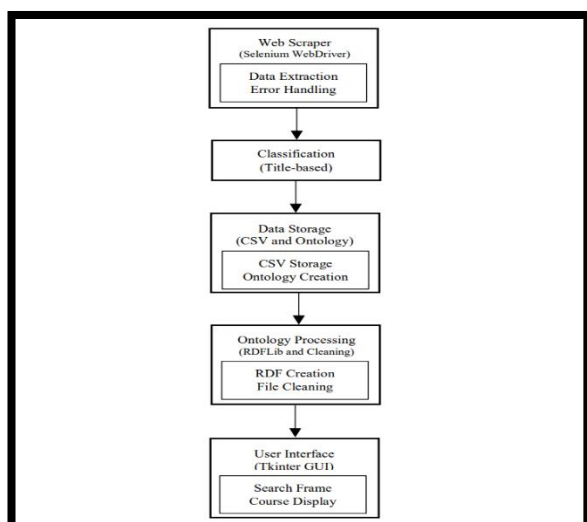 Web Scraper
(Selenium WebDriver)
Data Extraction
Error Handling
Classification
(Title-based)
Data Storage
(CSV and Ontology)
CSV Storage
Ontology Creation
Ontology Processing
(RDFLib and Cleaning)
RDF Creation
File Cleaning
User Interface
(Tkinter GUI)
Search Frame
Course Display